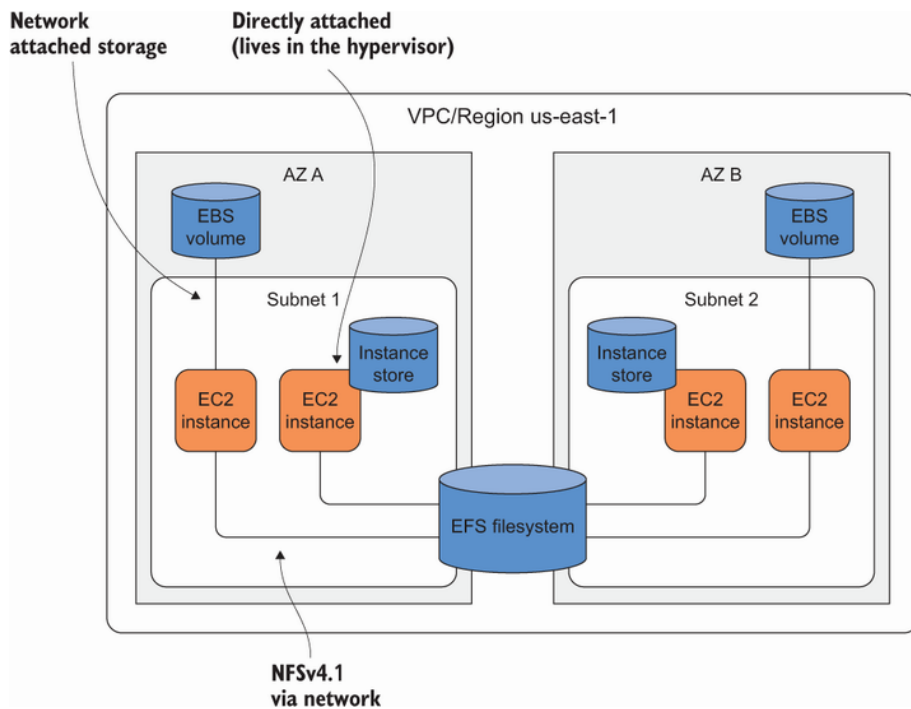 Network
attached storage
Directly attached
(lives in the hypervisor)
VPC/Region us-east-1
AZ A
AZ B
EBS
volume
EBS
volume
Subnet 1
Subnet 2
Instance
store
Instance
store
EC2
instance
EC2
instance
EC2
instance
EC2
instance
EFS filesystem
NFSv4.1
via network